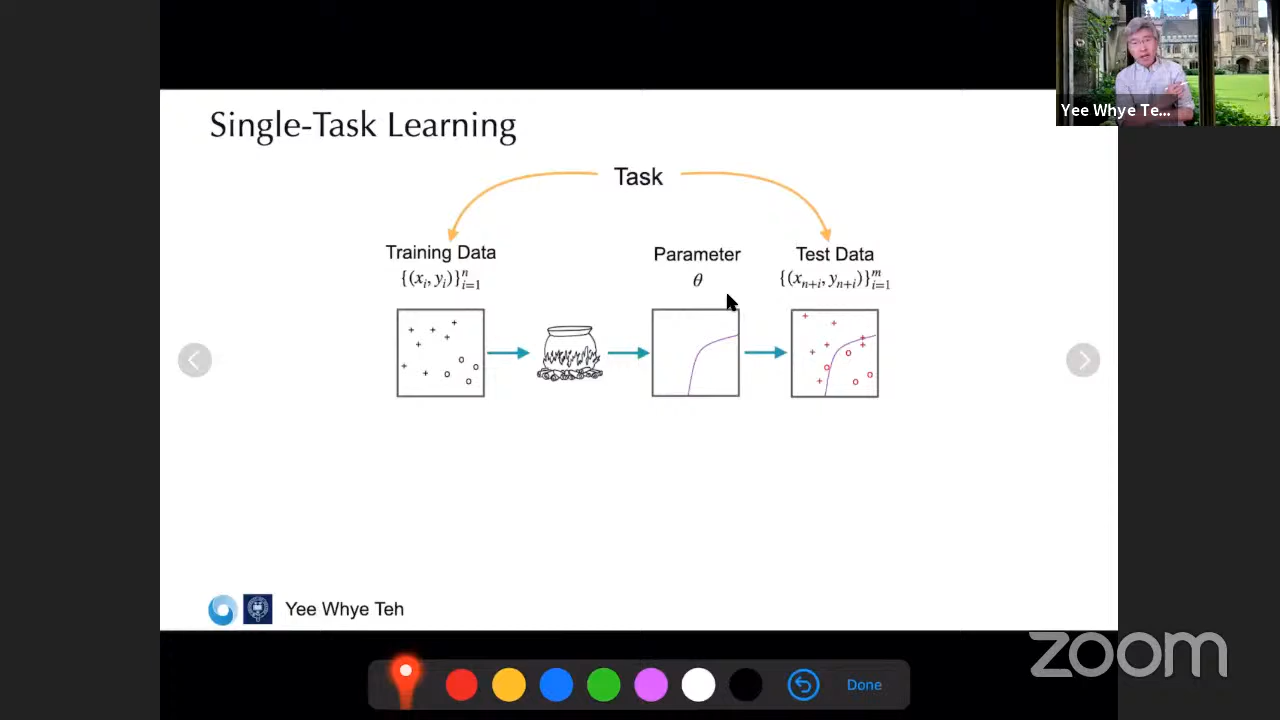 Yee Whye Te...
Single-Task Learning
Task
Training Data
Parameter
Test Data
{(xᵢ, yᵢ)}ⁿᵢ₌₁
θ
{(xₙ₊ᵢ, yₙ₊ᵢ)}ᵐᵢ₌₁
Yee Whye Teh
zoom
Done